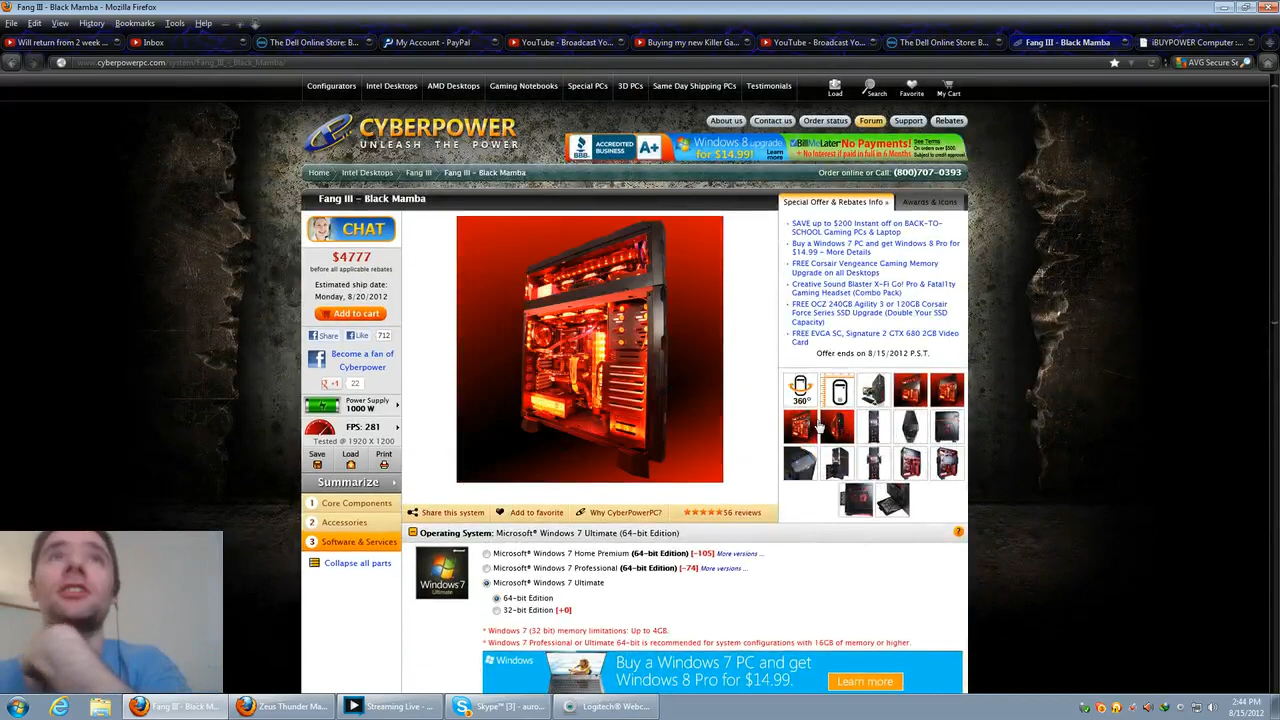 Fang III - Black Mamba - Mozilla Firefox
File Edit View History Bookmarks Tools Help
Will return from 2 week ... Inbox The Dell Online Store: B... My Account - PayPal YouTube - Broadcast Yo... Buying my new Killer Ga... YouTube - Broadcast Yo... The Dell Online Store: B... Fang III - Black Mamba iBUYPOWER Computer :...
www.cyberpowerpc.com/system/Fang_III_-_Black_Mamba/
AVG Secure Se
Configurators Intel Desktops AMD Desktops Gaming Notebooks Special PCs 3D PCs Same Day Shipping PCs Testimonials
Load Search Favorite My Cart
CYBERPOWER
UNLEASH THE POWER
About us Contact us Order status Forum Support Rebates
BBB. ACCREDITED BUSINESS A+
Windows 8 upgrade for $14.99! Learn more
BillMeLater No Payments!
+No Interest if paid in full in 6 Months
See Terms
On orders over $500.
Subject to credit approval
Home Intel Desktops Fang III Fang III - Black Mamba
Order online or Call: (800)707-0393
Fang III - Black Mamba
Special Offer & Rebates Info » Awards & Icons
CHAT
$4777
before all applicable rebates
Estimated ship date:
Monday, 8/20/2012
Add to cart
Share Like 712
Become a fan of
Cyberpower
+1 22
Power Supply
1000 W
FPS: 281
Tested @ 1920 X 1200
Save Load Print
Summarize
1 Core Components
2 Accessories
3 Software & Services
Collapse all parts
SAVE up to $200 Instant off on BACK-TO-
SCHOOL Gaming PCs & Laptop
Buy a Windows 7 PC and get Windows 8 Pro for
$14.99 - More Details
FREE Corsair Vengeance Gaming Memory
Upgrade on all Desktops
Creative Sound Blaster X-Fi Go! Pro & Fatal1ty
Gaming Headset (Combo Pack)
FREE OCZ 240GB Agility 3 or 120GB Corsair
Force Series SSD Upgrade (Double Your SSD
Capacity)
FREE EVGA SC, Signature 2 GTX 680 2GB Video
Card
Offer ends on 8/15/2012 P.S.T.
360°
Share this system Add to favorite Why CyberPowerPC? 56 reviews
Operating System: Microsoft® Windows 7 Ultimate (64-bit Edition)
?
Windows 7
Ultimate
Microsoft® Windows 7 Home Premium (64-bit Edition) [-105] More versions ...
Microsoft® Windows 7 Professional (64-bit Edition) [-74] More versions ...
Microsoft® Windows 7 Ultimate
64-bit Edition
32-bit Edition [+0]
* Windows 7 (32 bit) memory limitations: Up to 4GB.
* Windows 7 Professional or Ultimate 64-bit is recommended for system configurations with 16GB of memory or higher.
Windows
Buy a Windows 7 PC and get
Windows 8 Pro for $14.99.
Learn more
Fang III - Black M... Zeus Thunder Ma... Streaming Live - ... Skype™ [3] - auro... Logitech® Webc...
2:44 PM
8/15/2012